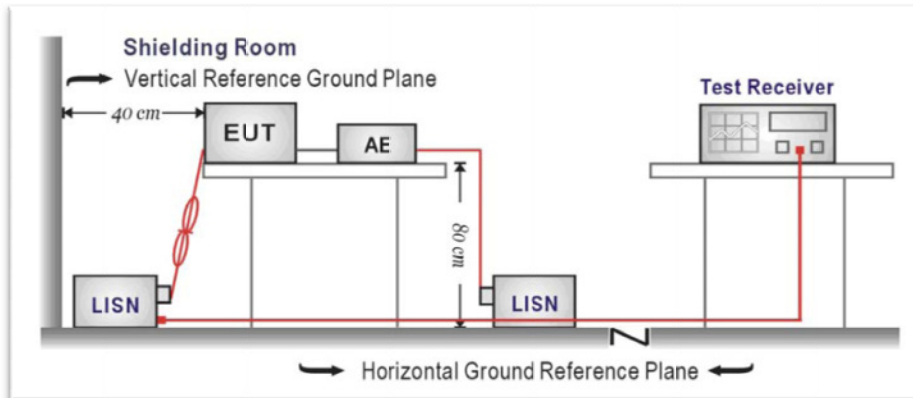 Shielding Room
Vertical Reference Ground Plane
Test Receiver
40 cm
EUT
AE
80 cm
LISN
LISN
Horizontal Ground Reference Plane